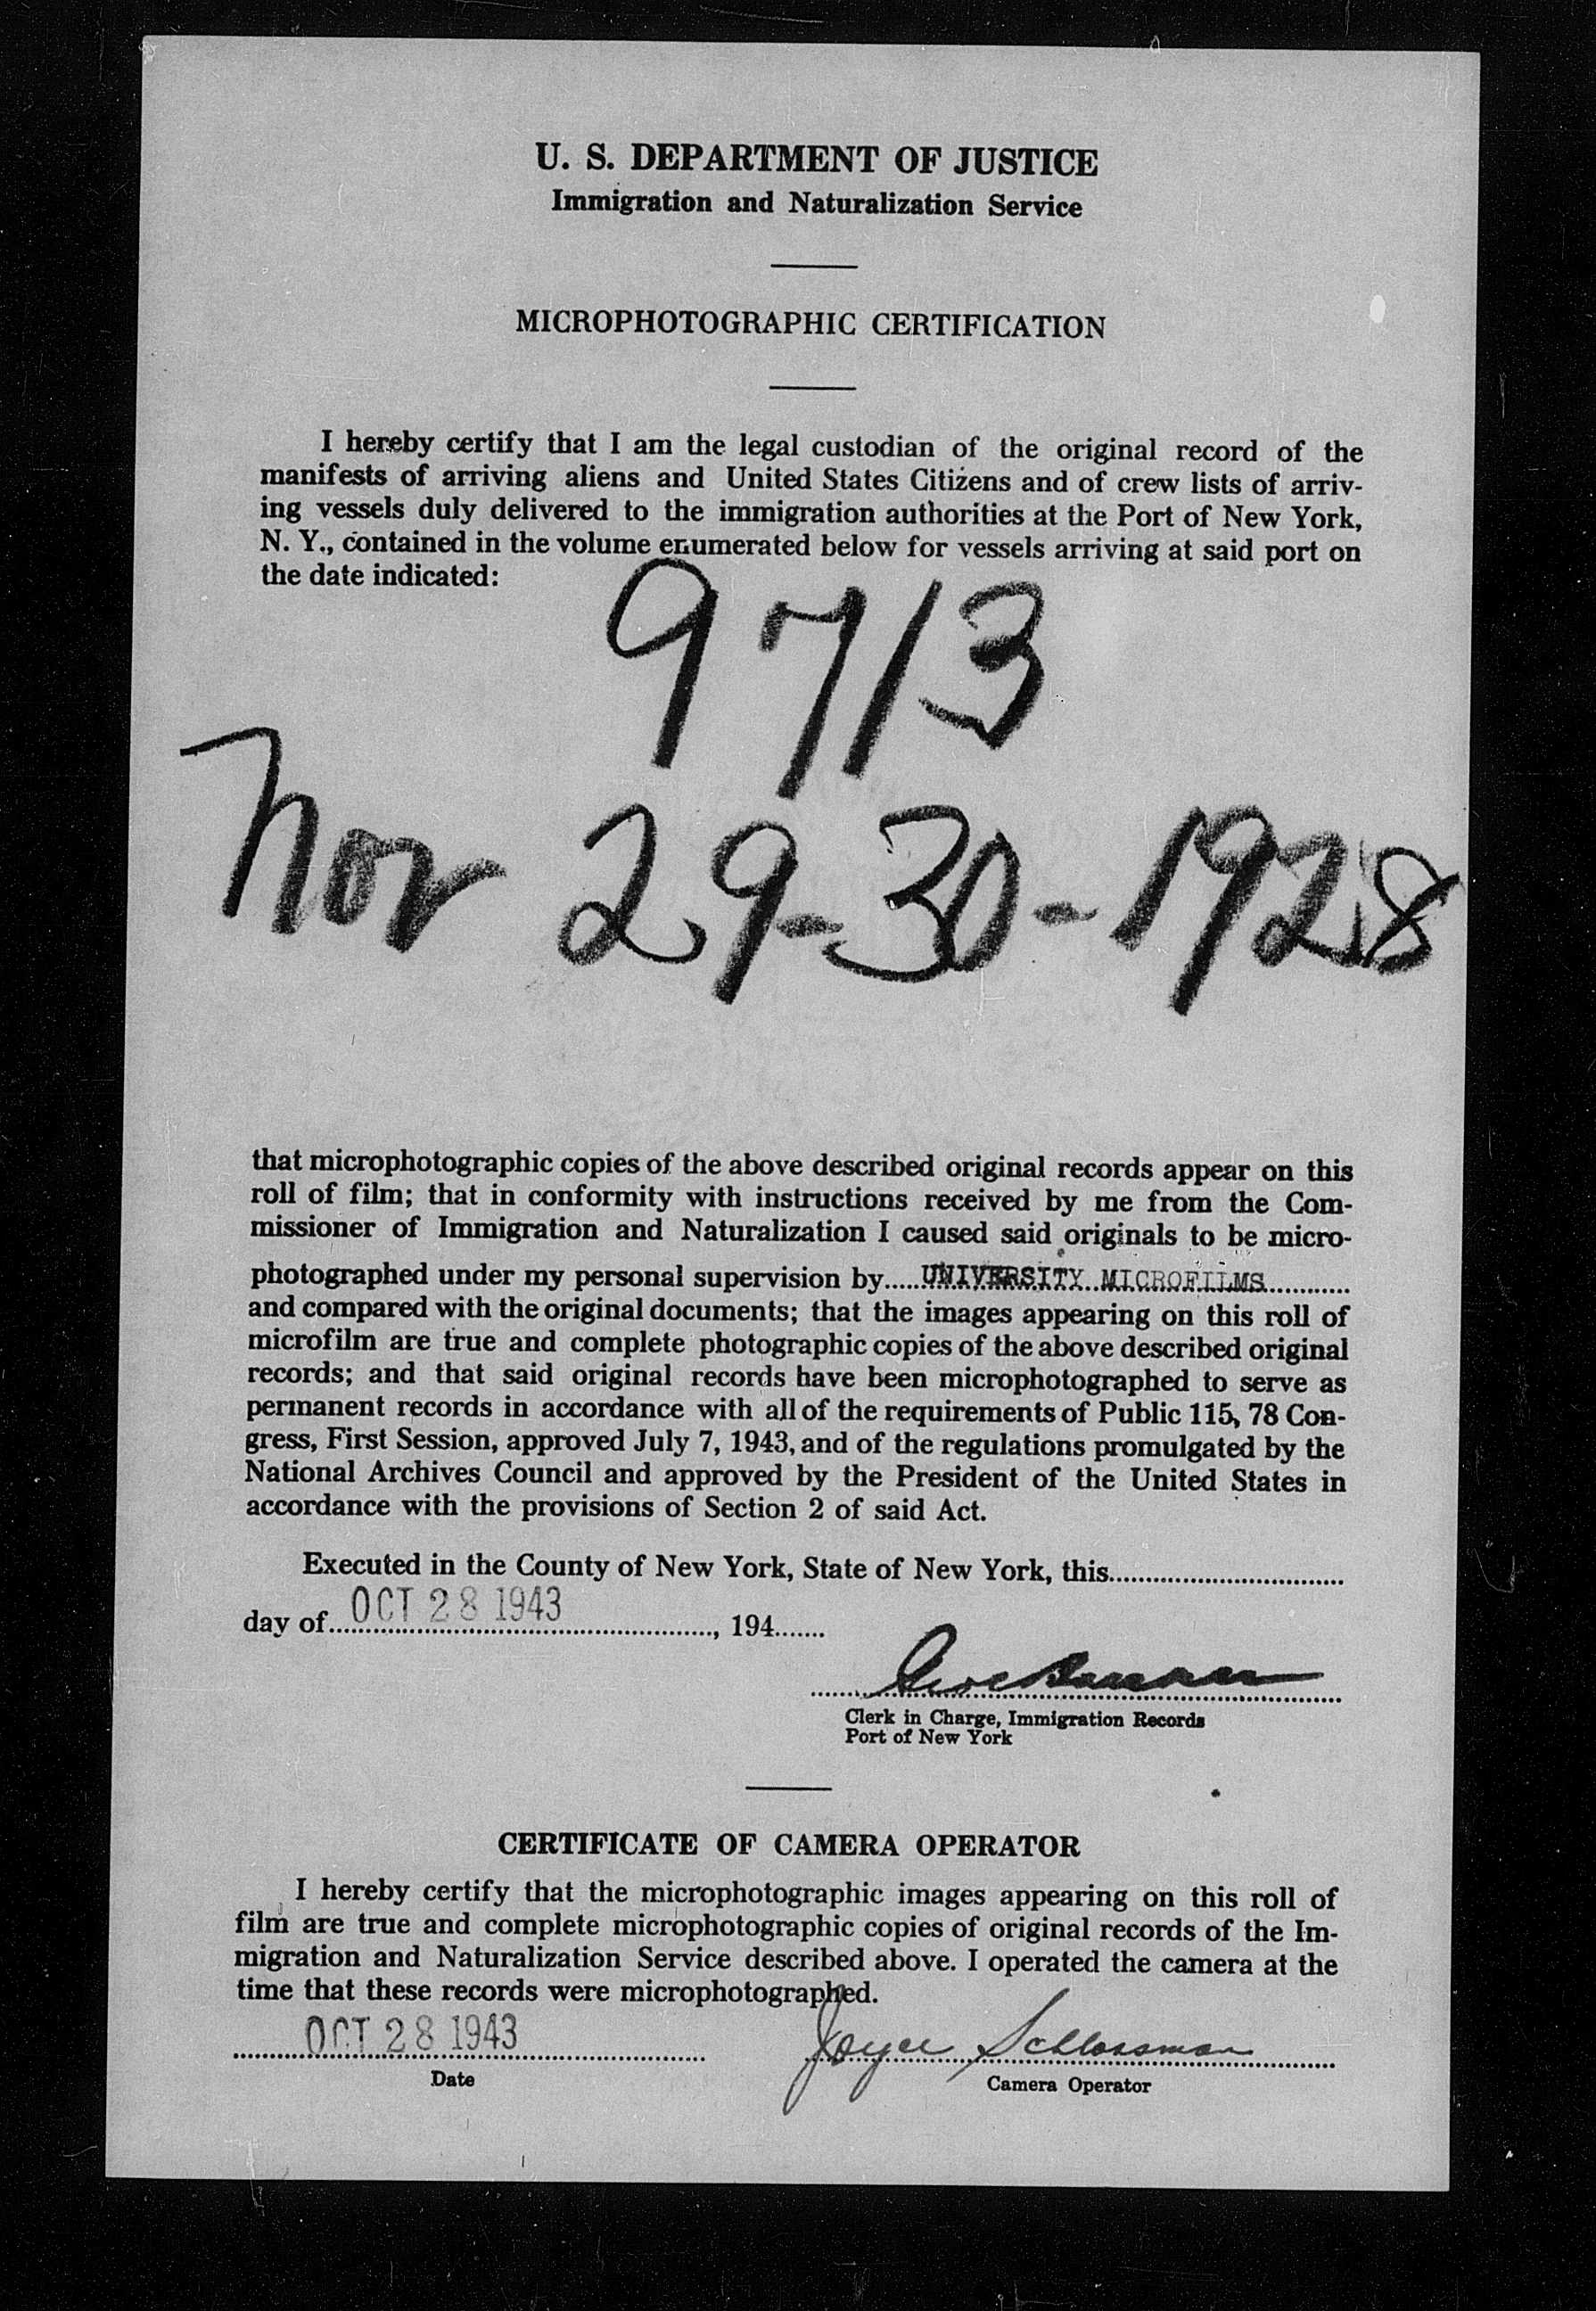 U. S. DEPARTMENT OF JUSTICE
Immigration and Naturalization Service
MICROPHOTOGRAPHIC CERTIFICATION
I hereby certify that I am the legal custodian of the original record of the
manifests of arriving aliens and United States Citizens and of crew lists of arriv-
ing vessels duly delivered to the immigration authorities at the Port of New York,
N. Y., contained in the volume enumerated below for vessels arriving at said port on
the date indicated:
9713
Nov 29-30-1928
that microphotographic copies of the above described original records appear on this
roll of film; that in conformity with instructions received by me from the Com-
missioner of Immigration and Naturalization I caused said originals to be micro-
photographed under my personal supervision by.....UNIVERSITY MICROFILMS............
and compared with the original documents; that the images appearing on this roll of
microfilm are true and complete photographic copies of the above described original
records; and that said original records have been microphotographed to serve as
permanent records in accordance with all of the requirements of Public 115, 78 Con-
gress, First Session, approved July 7, 1943, and of the regulations promulgated by the
National Archives Council and approved by the President of the United States in
accordance with the provisions of Section 2 of said Act.
Executed in the County of New York, State of New York, this................................
day of OCT 28 1943, 194.......
Clerk in Charge, Immigration Records
Port of New York
CERTIFICATE OF CAMERA OPERATOR
I hereby certify that the microphotographic images appearing on this roll of
film are true and complete microphotographic copies of original records of the Im-
migration and Naturalization Service described above. I operated the camera at the
time that these records were microphotographed.
OCT 28 1943 Joyce Schlossman
Date Camera Operator